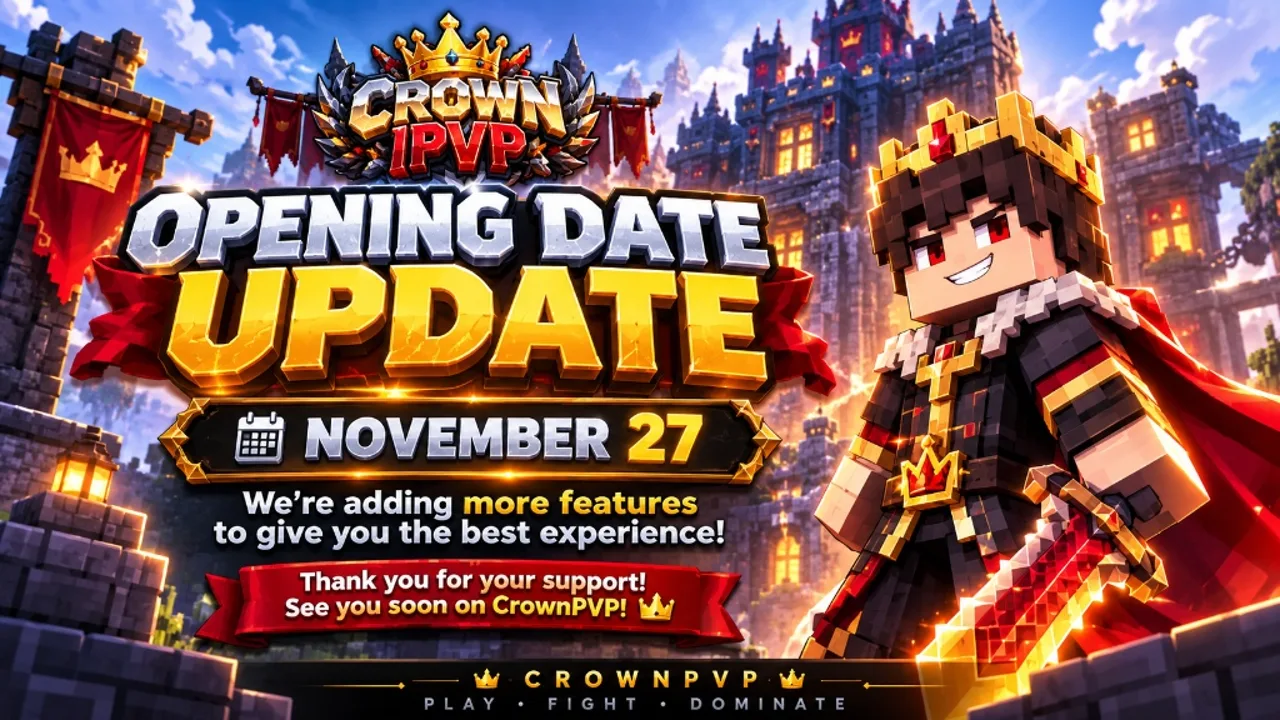 CROWN
1PVP
OPENING DATE
UPDATE
NOVEMBER 27
We're adding more features
to give you the best experience!
Thank you for your support!
See you soon on CrownPVP!
CROWNPVP
PLAY • FIGHT • DOMINATE